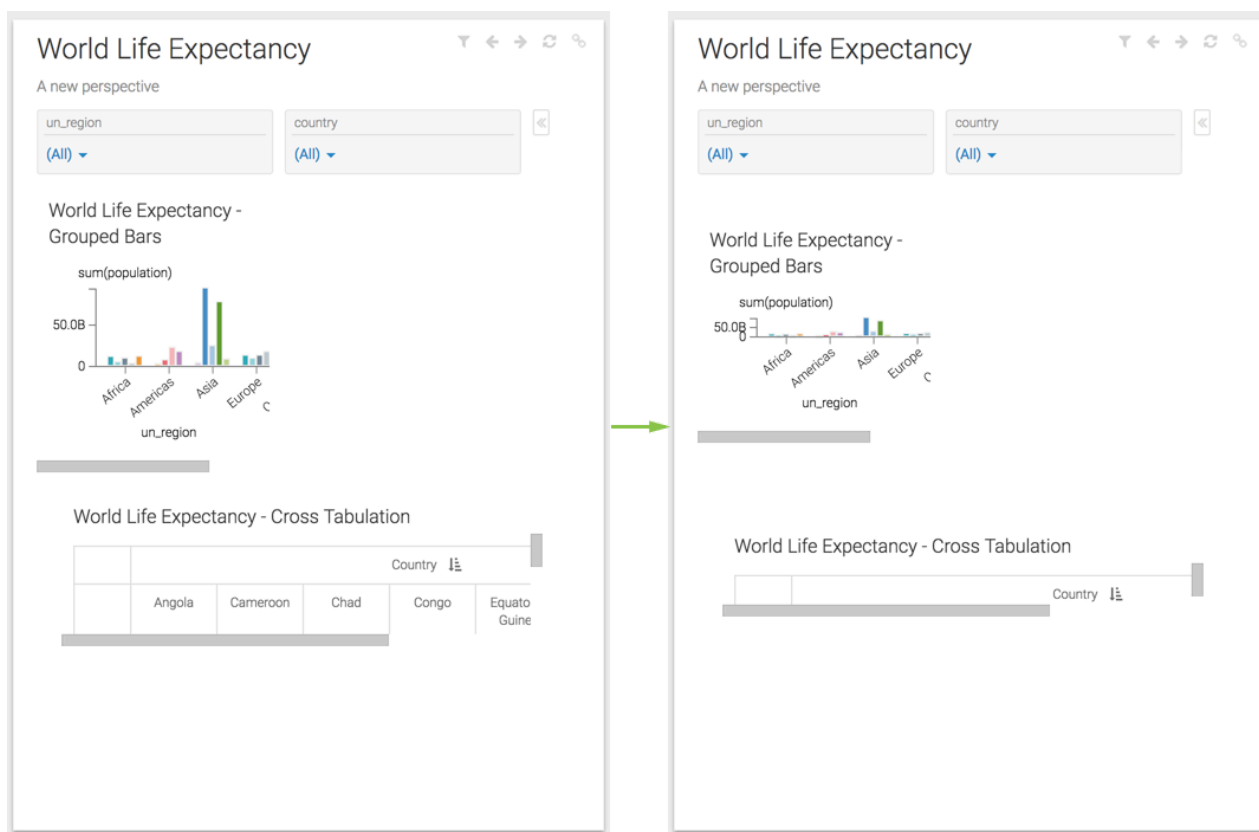 World Life Expectancy
A new perspective
un_region
country
(All)
(All)
World Life Expectancy -
Grouped Bars
sum(population)
50.0B
0
Africa
Americas
Asia
Europe
un_region
World Life Expectancy - Cross Tabulation
Country
Angola
Cameroon
Chad
Congo
Equato
Guine
World Life Expectancy
A new perspective
un_region
country
(All)
(All)
World Life Expectancy -
Grouped Bars
sum(population)
50.0B
0
Africa
Americas
Asia
Europe
un_region
World Life Expectancy - Cross Tabulation
Country